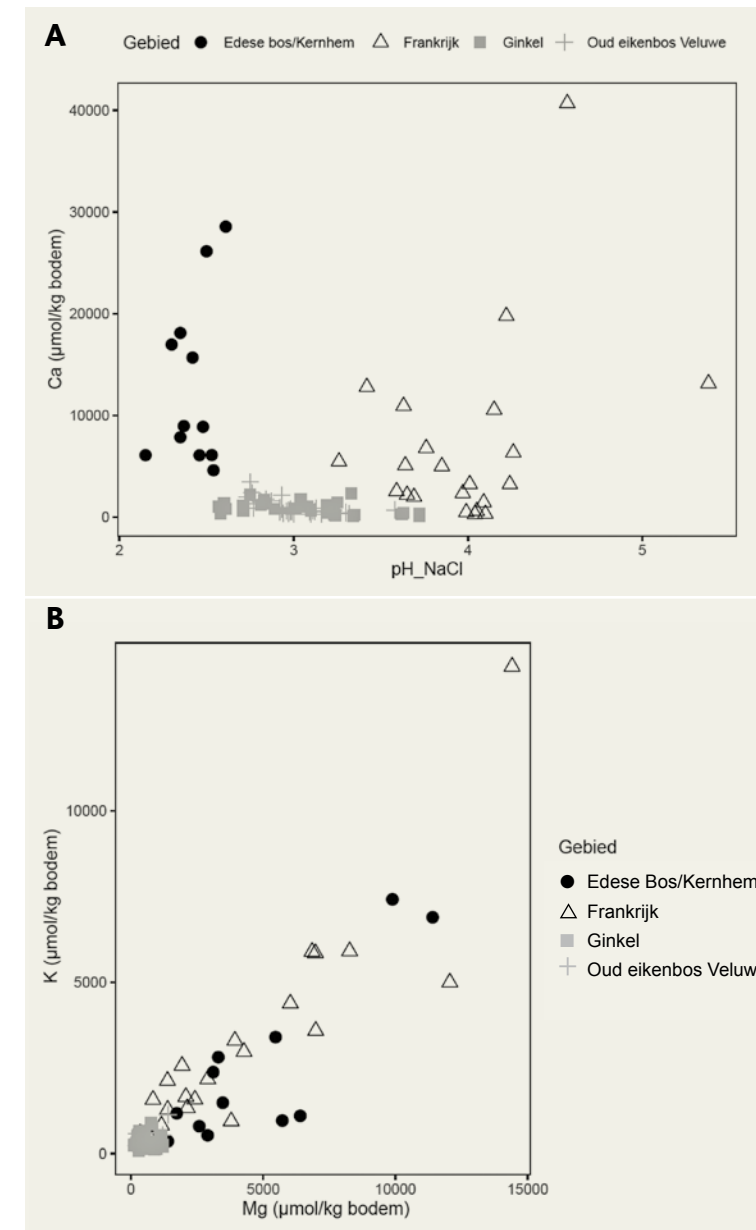 A
Gebied Edese bos/Kernhem Frankrijk Ginkel Oud eikenbos Veluwe
40000
30000
20000
10000
0
Ca (µmol/kg bodem)
2 3 4 5
pH_NaCl
B
10000
5000
0
K (µmol/kg bodem)
0 5000 10000 15000
Mg (µmol/kg bodem)
Gebied
Edese Bos/Kernhem
Frankrijk
Ginkel
Oud eikenbos Veluw